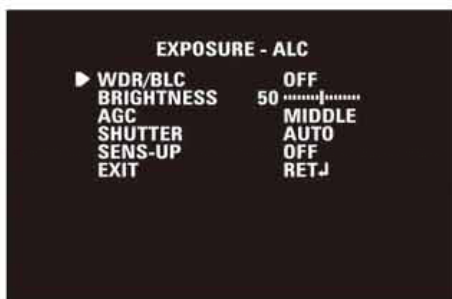 EXPOSURE - ALC
WDR/BLC OFF
BRIGHTNESS 50
AGC MIDDLE
SHUTTER AUTO
SENS-UP OFF
EXIT RET↲